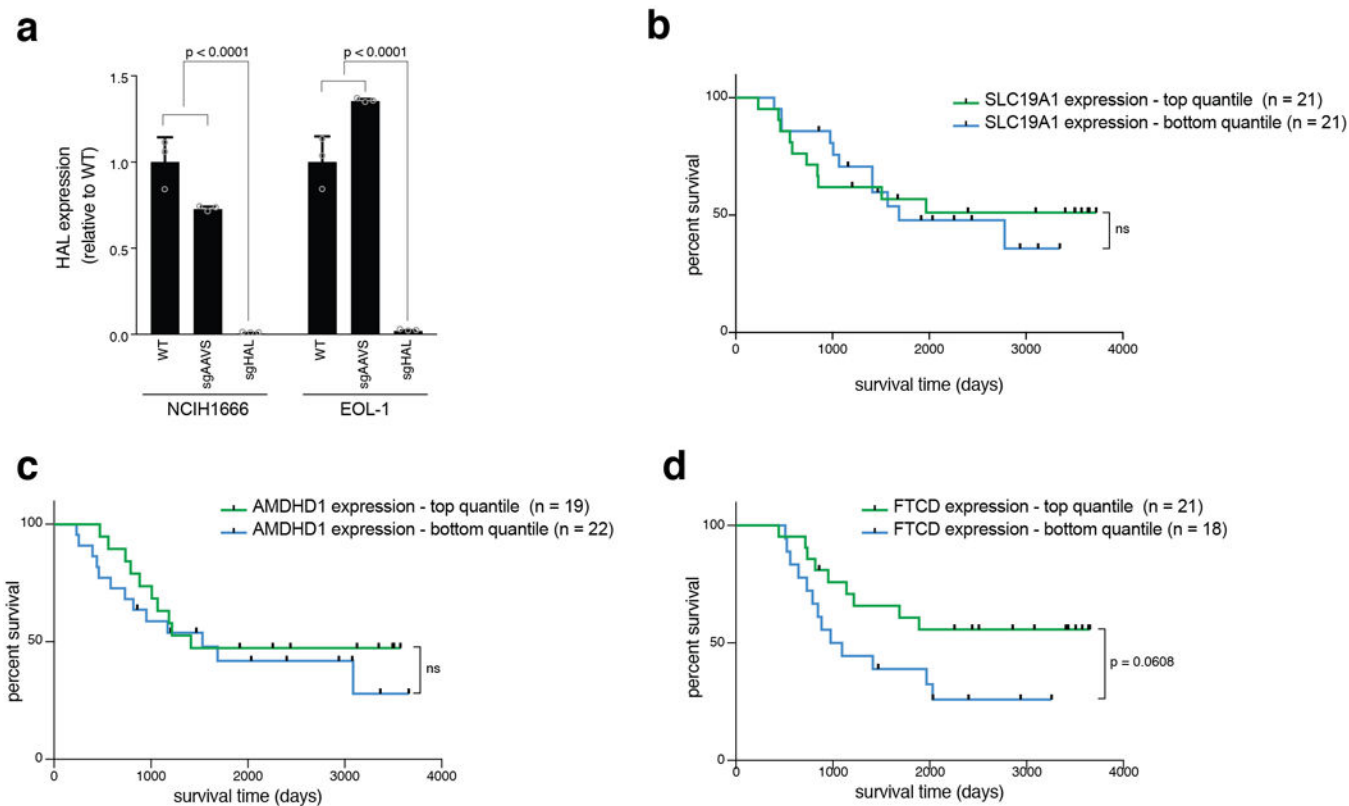 a
p < 0.0001
p < 0.0001
HAL expression
(relative to WT)
1.5
1.0
0.5
0.0
WT
sgAAVS
sgHAL
WT
sgAAVS
sgHAL
NCIH1666
EOL-1
b
SLC19A1 expression - top quantile (n = 21)
SLC19A1 expression - bottom quantile (n = 21)
percent survival
100
50
0
ns
0
1000
2000
3000
4000
survival time (days)
c
AMDHD1 expression - top quantile (n = 19)
AMDHD1 expression - bottom quantile (n = 22)
percent survival
100
50
0
ns
0
1000
2000
3000
4000
survival time (days)
d
FTCD expression - top quantile (n = 21)
FTCD expression - bottom quantile (n = 18)
percent survival
100
50
0
p = 0.0608
0
1000
2000
3000
4000
survival time (days)